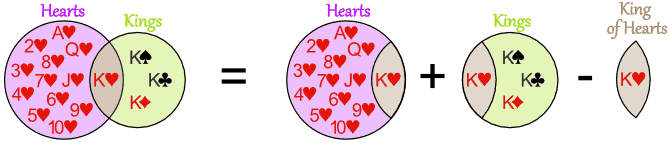 Hearts
Kings
A♥
2♥
Q♥
8♥
3♥
7♥
J♥
K♥
4♥
6♥
5♥
9♥
10♥
K♠
K♣
K♦
=
Hearts
A♥
2♥
Q♥
8♥
3♥
7♥
J♥
K♥
4♥
6♥
5♥
9♥
10♥
+
Kings
K♥
K♠
K♣
K♦
-
King
of Hearts
K♥